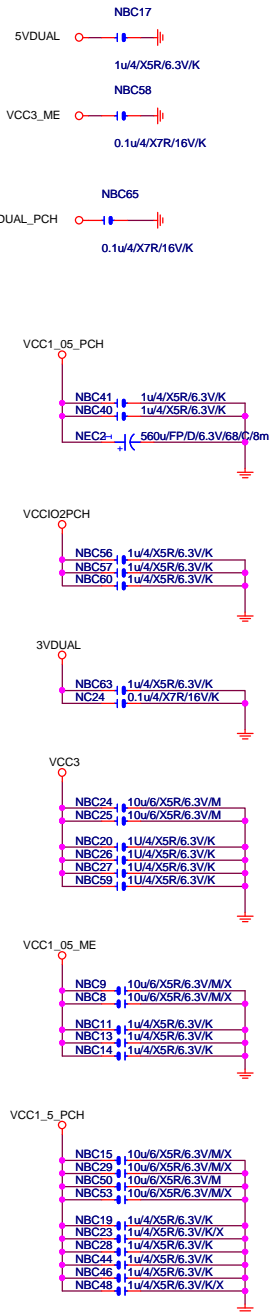 NBC17
5VDUAL
1u/4/X5R/6.3V/K
NBC58
VCC3_ME
0.1u/4/X7R/16V/K
NBC65
DUAL_PCH
0.1u/4/X7R/16V/K
VCC1_05_PCH
NBC41 1u/4/X5R/6.3V/K
NBC40 1u/4/X5R/6.3V/K
NEC2 560u/FP/D/6.3V/68/C/8m
+
VCCIO2PCH
NBC56 1u/4/X5R/6.3V/K
NBC57 1u/4/X5R/6.3V/K
NBC60 1u/4/X5R/6.3V/K
3VDUAL
NBC63 1u/4/X5R/6.3V/K
NC24 0.1u/4/X7R/16V/K
VCC3
NBC24 10u/6/X5R/6.3V/M
NBC25 10u/6/X5R/6.3V/M
NBC20 1U/4/X5R/6.3V/K
NBC26 1U/4/X5R/6.3V/K
NBC27 1U/4/X5R/6.3V/K
NBC59 1U/4/X5R/6.3V/K
VCC1_05_ME
NBC9 10u/6/X5R/6.3V/M/X
NBC8 10u/6/X5R/6.3V/M/X
NBC11 1u/4/X5R/6.3V/K
NBC13 1u/4/X5R/6.3V/K
NBC14 1u/4/X5R/6.3V/K
VCC1_5_PCH
NBC15 10u/6/X5R/6.3V/M/X
NBC29 10u/6/X5R/6.3V/M/X
NBC50 10u/6/X5R/6.3V/M
NBC53 10u/6/X5R/6.3V/M/X
NBC19 1u/4/X5R/6.3V/K
NBC23 1u/4/X5R/6.3V/K/X
NBC28 1u/4/X5R/6.3V/K
NBC44 1u/4/X5R/6.3V/K
NBC46 1u/4/X5R/6.3V/K
NBC48 1u/4/X5R/6.3V/K/X